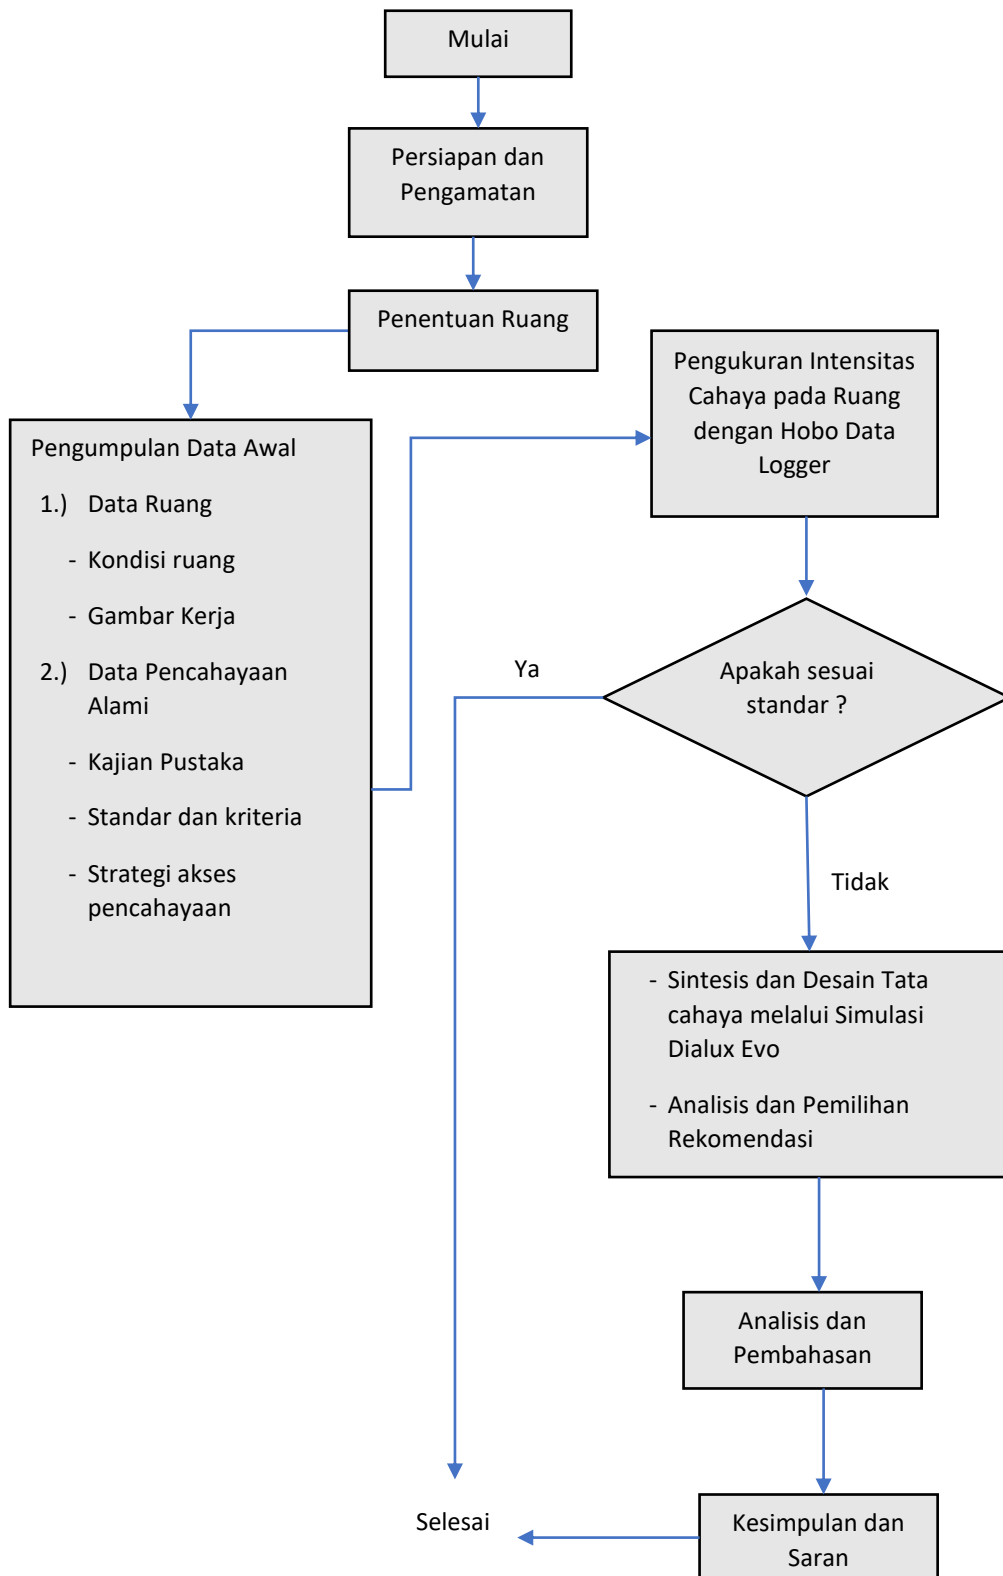 Mulai
Persiapan dan
Pengamatan
Penentuan Ruang
Pengumpulan Data Awal
1.) Data Ruang
- Kondisi ruang
- Gambar Kerja
2.) Data Pencahayaan
Alami
- Kajian Pustaka
- Standar dan kriteria
- Strategi akses
pencahayaan
Pengukuran Intensitas
Cahaya pada Ruang
dengan Hobo Data
Logger
Apakah sesuai
standar ?
Ya
Tidak
- Sintesis dan Desain Tata
cahaya melalui Simulasi
Dialux Evo
- Analisis dan Pemilihan
Rekomendasi
Analisis dan
Pembahasan
Kesimpulan dan
Saran
Selesai